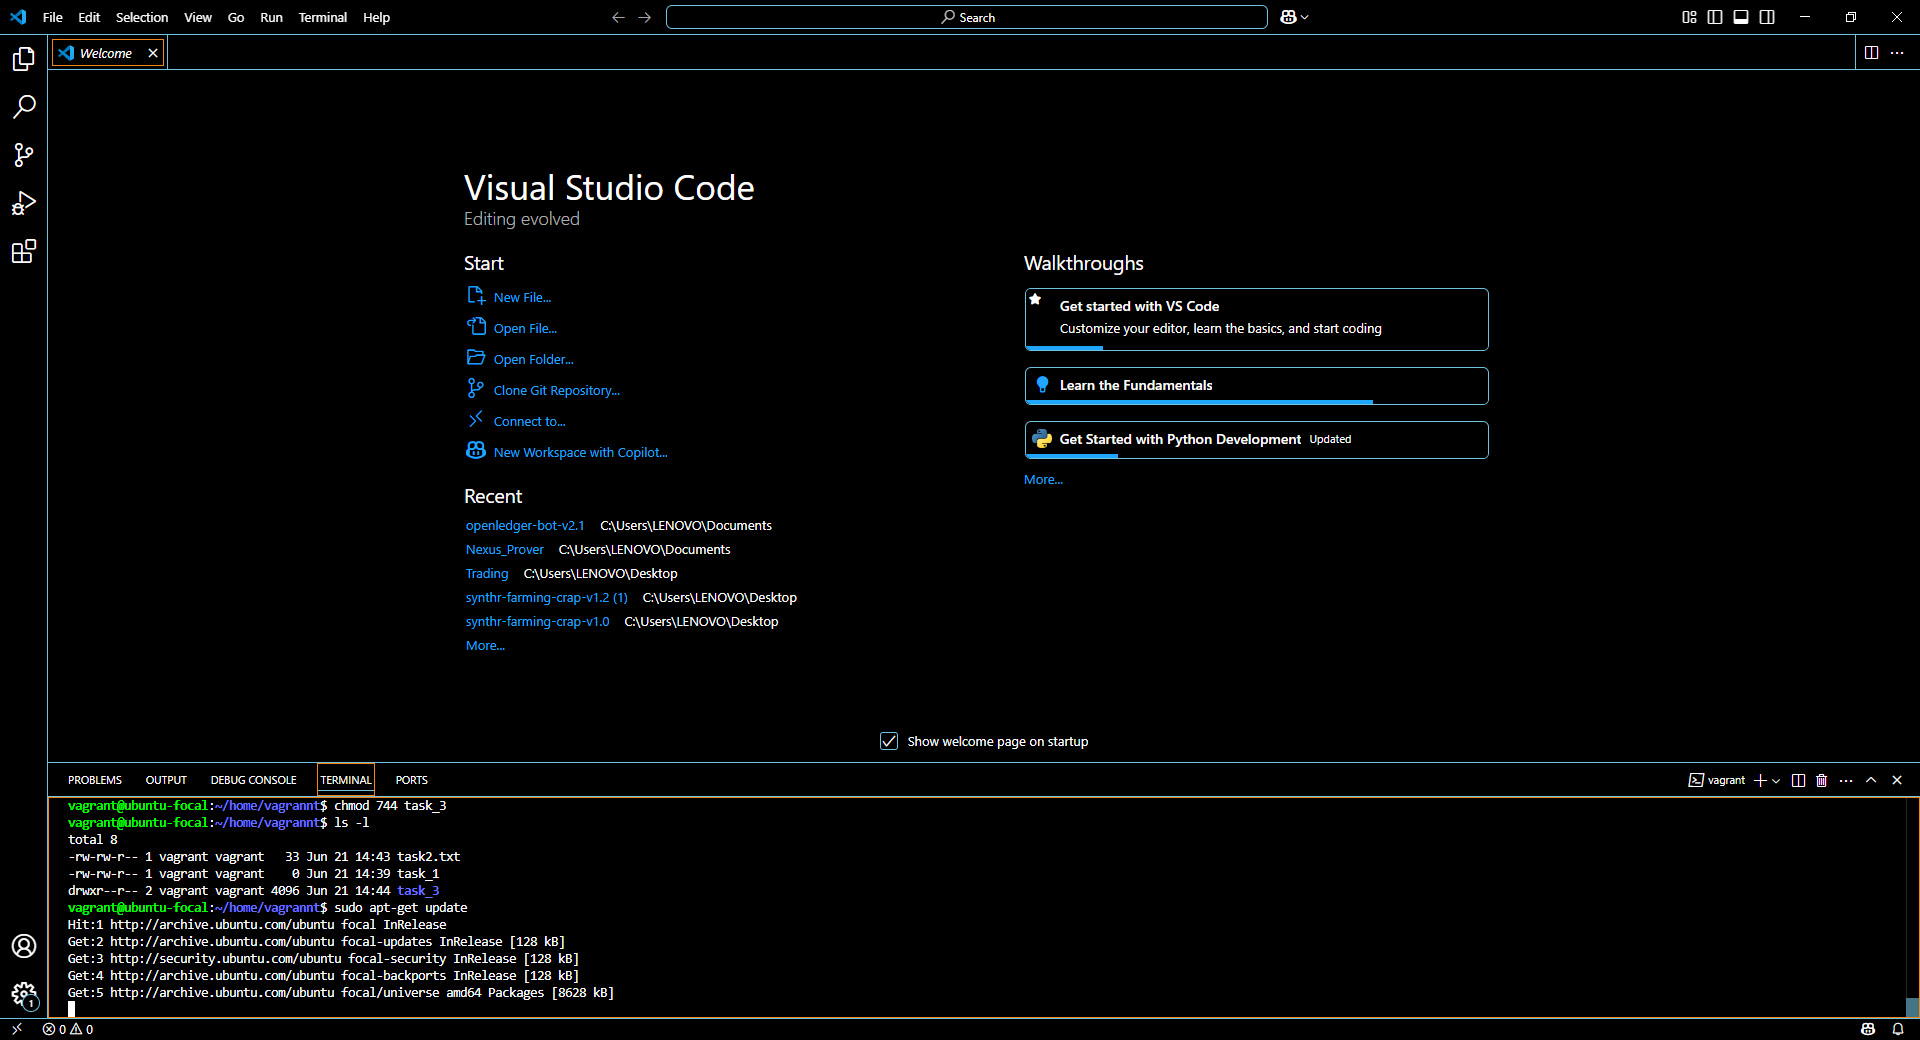 File Edit Selection View Go Run Terminal Help
Search
Welcome
Visual Studio Code
Editing evolved
Start
New File...
Open File...
Open Folder...
Clone Git Repository...
Connect to...
New Workspace with Copilot...
Recent
openledger-bot-v2.1 C:\Users\LENOVO\Documents
Nexus_Prover C:\Users\LENOVO\Documents
Trading C:\Users\LENOVO\Desktop
synthr-farming-crap-v1.2 (1) C:\Users\LENOVO\Desktop
synthr-farming-crap-v1.0 C:\Users\LENOVO\Desktop
More...
Walkthroughs
Get started with VS Code
Customize your editor, learn the basics, and start coding
Learn the Fundamentals
Get Started with Python Development Updated
More...
Show welcome page on startup
PROBLEMS OUTPUT DEBUG CONSOLE TERMINAL PORTS
vagrant
vagrant@ubuntu-focal:~/home/vagrannt$ chmod 744 task_3
vagrant@ubuntu-focal:~/home/vagrannt$ ls -l
total 8
-rw-rw-r-- 1 vagrant vagrant 33 Jun 21 14:43 task2.txt
-rw-rw-r-- 1 vagrant vagrant 0 Jun 21 14:39 task_1
drwxr--r-- 2 vagrant vagrant 4096 Jun 21 14:44 task_3
vagrant@ubuntu-focal:~/home/vagrannt$ sudo apt-get update
Hit:1 http://archive.ubuntu.com/ubuntu focal InRelease
Get:2 http://archive.ubuntu.com/ubuntu focal-updates InRelease [128 kB]
Get:3 http://security.ubuntu.com/ubuntu focal-security InRelease [128 kB]
Get:4 http://archive.ubuntu.com/ubuntu focal-backports InRelease [128 kB]
Get:5 http://archive.ubuntu.com/ubuntu focal/universe amd64 Packages [8628 kB]
1
0 0